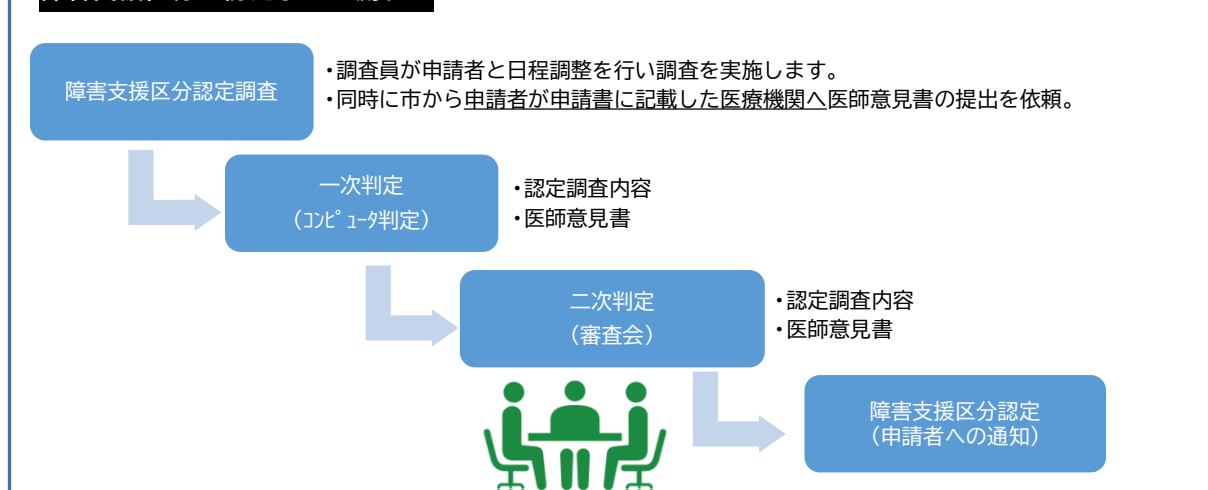 障害支援区分認定調査
・調査員が申請者と日程調整を行い調査を実施します。
・同時に市から申請者が申請書に記載した医療機関へ医師意見書の提出を依頼。
一次判定
（ｺﾝﾋﾟｭｰﾀ判定）
・認定調査内容
・医師意見書
二次判定
（審査会）
・認定調査内容
・医師意見書
障害支援区分認定
（申請者への通知）